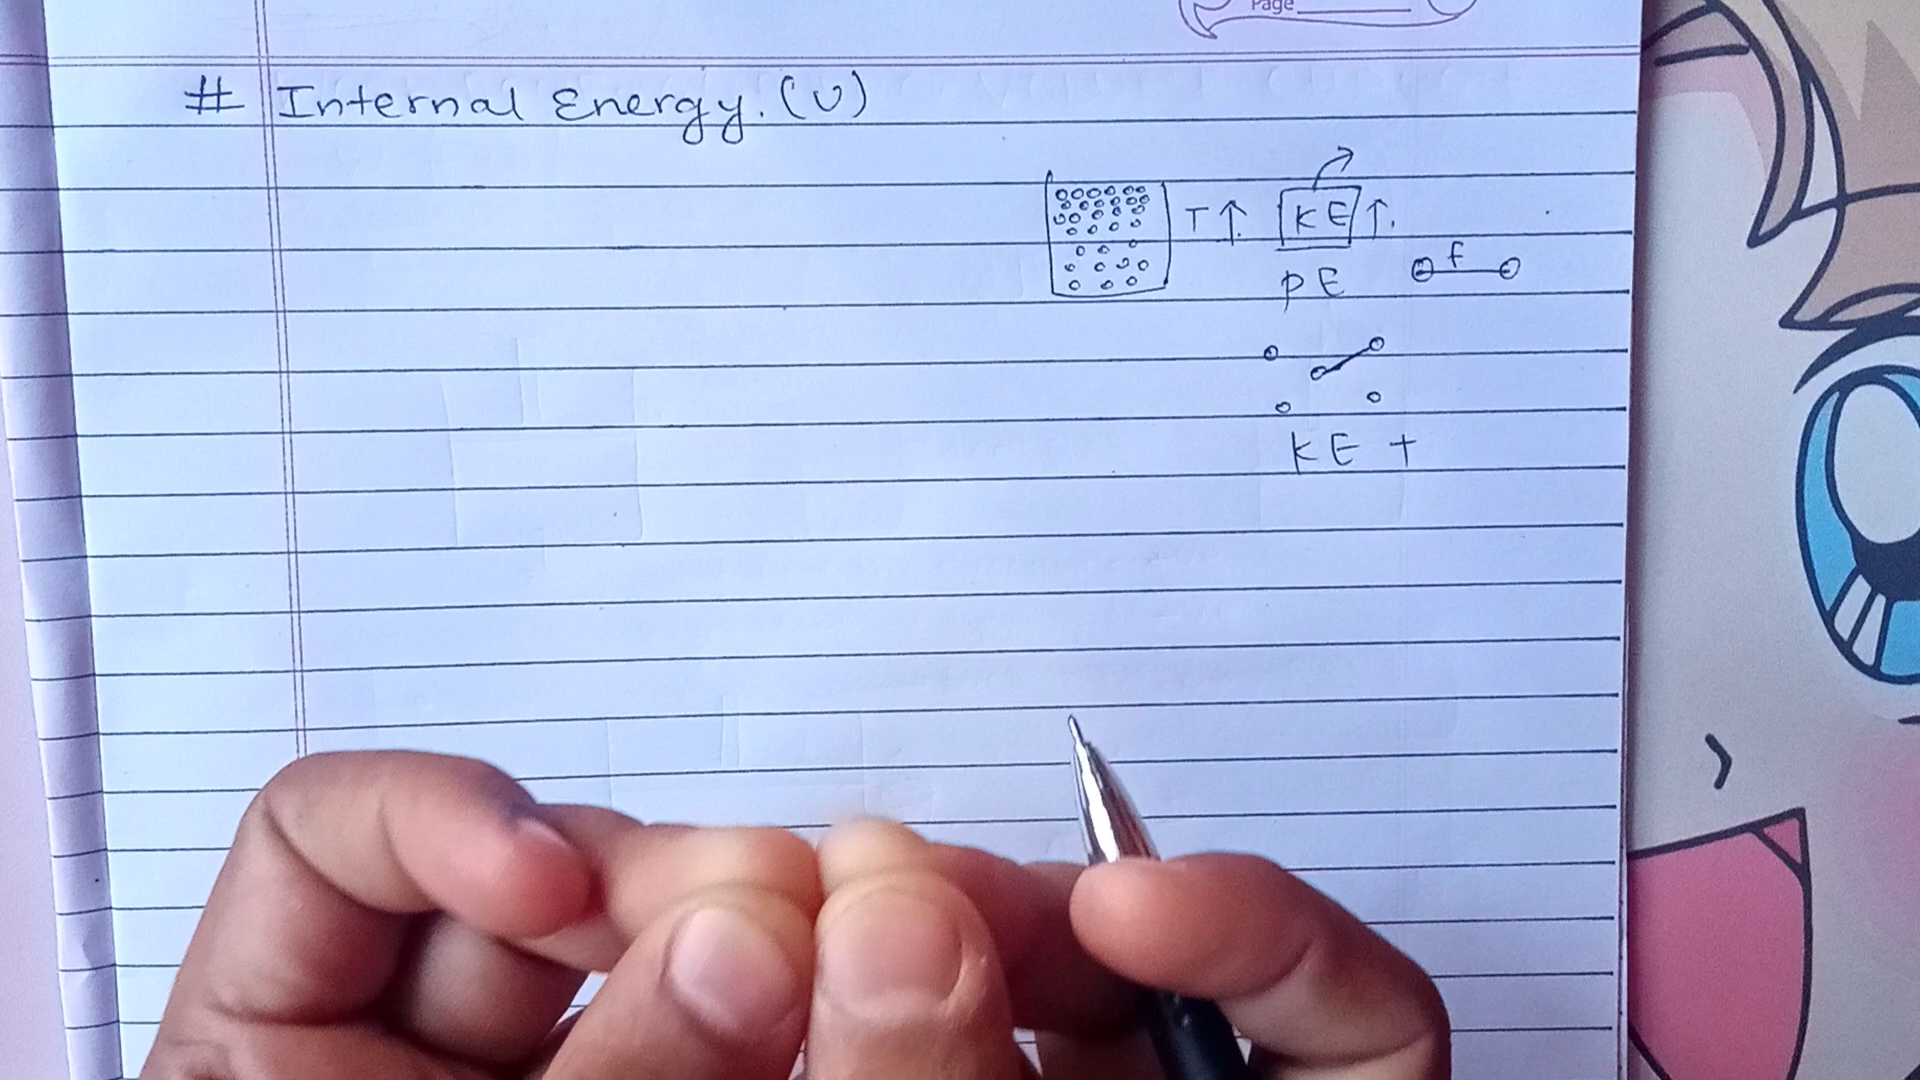 Page
# Internal Energy. (U)
T↑ KE↑.
PE f
KE +